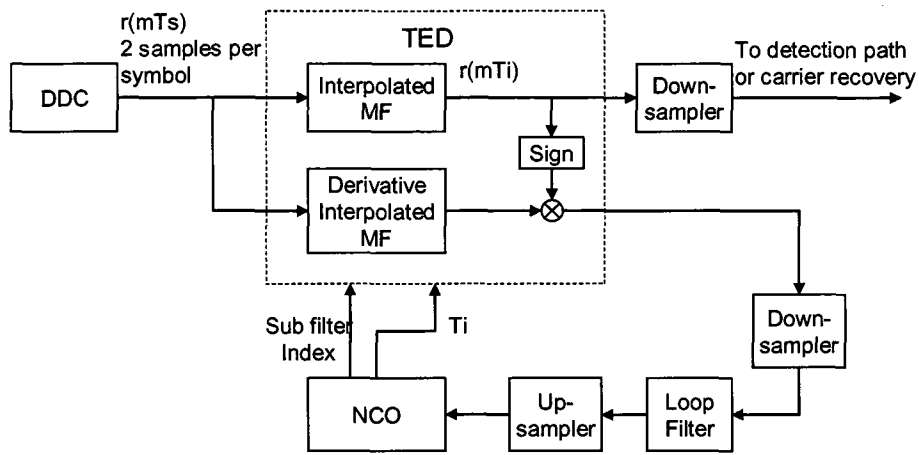 r(mTs)
2 samples per
symbol
DDC
TED
Interpolated
MF
r(mTi)
Down-
sampler
To detection path
or carrier recovery
Sign
Derivative
Interpolated
MF
Sub filter
Index
Ti
Down-
sampler
NCO
Up-
sampler
Loop
Filter